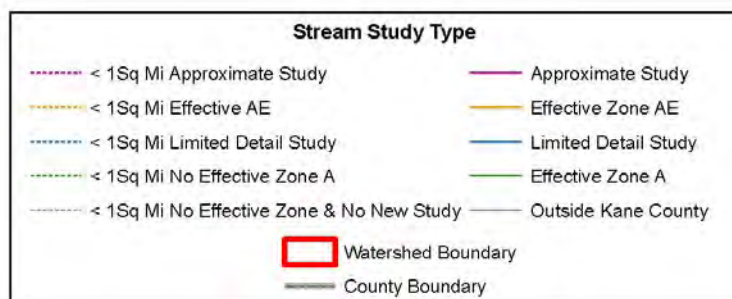 Stream Study Type
< 1Sq Mi Approximate Study
Approximate Study
< 1Sq Mi Effective AE
Effective Zone AE
< 1Sq Mi Limited Detail Study
Limited Detail Study
< 1Sq Mi No Effective Zone A
Effective Zone A
< 1Sq Mi No Effective Zone & No New Study
Outside Kane County
Watershed Boundary
County Boundary